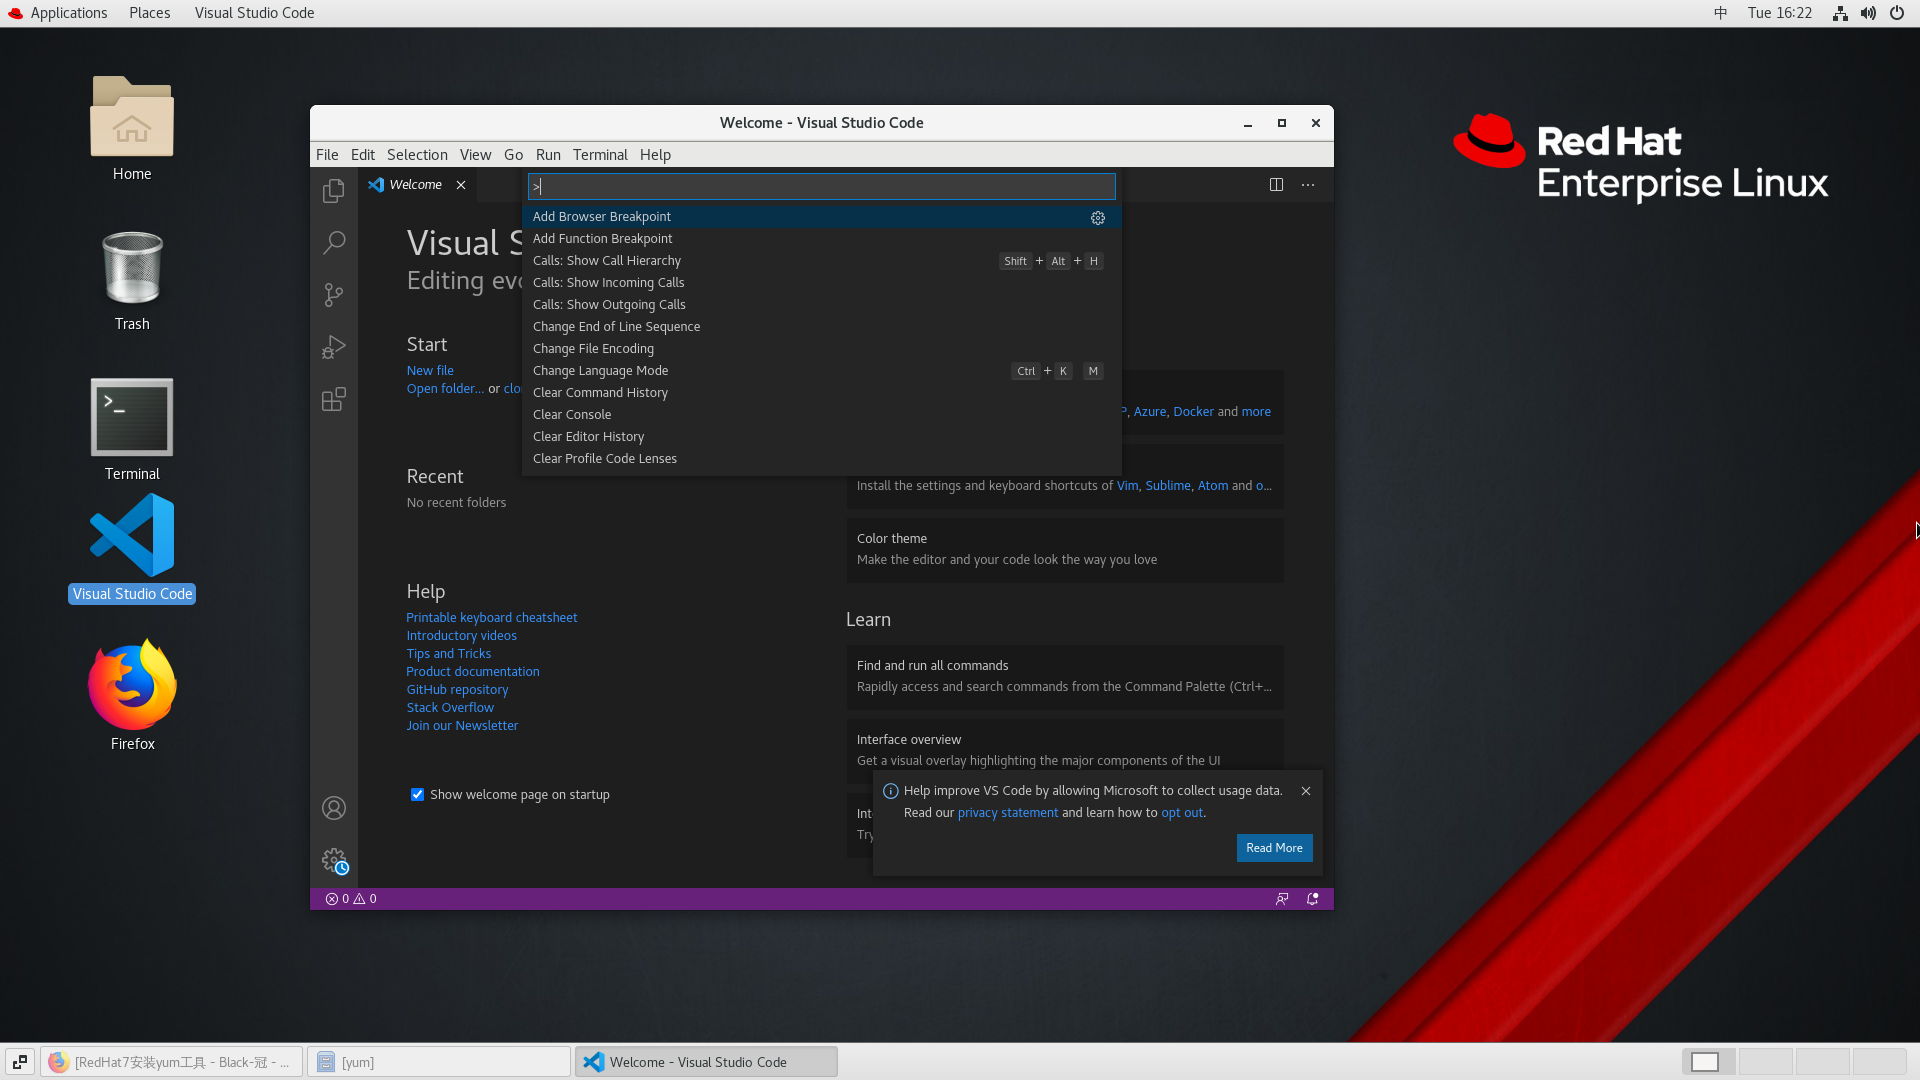 Applications Places Visual Studio Code 中 Tue 16:22
Home
Trash
Terminal
Visual Studio Code
Firefox
Red Hat
Enterprise Linux
Welcome - Visual Studio Code
File Edit Selection View Go Run Terminal Help
Welcome
>
Add Browser Breakpoint
Add Function Breakpoint
Calls: Show Call Hierarchy Shift + Alt + H
Calls: Show Incoming Calls
Calls: Show Outgoing Calls
Change End of Line Sequence
Change File Encoding
Change Language Mode Ctrl + K M
Clear Command History
Clear Console
Clear Editor History
Clear Profile Code Lenses
Visual S
Editing evo
Start
New file
Open folder... or clo
Recent
No recent folders
Help
Printable keyboard cheatsheet
Introductory videos
Tips and Tricks
Product documentation
GitHub repository
Stack Overflow
Join our Newsletter
Show welcome page on startup
P, Azure, Docker and more
Install the settings and keyboard shortcuts of Vim, Sublime, Atom and o...
Color theme
Make the editor and your code look the way you love
Learn
Find and run all commands
Rapidly access and search commands from the Command Palette (Ctrl+...
Interface overview
Get a visual overlay highlighting the major components of the UI
Int
Try
Help improve VS Code by allowing Microsoft to collect usage data.
Read our privacy statement and learn how to opt out.
Read More
0 0
[RedHat7安装yum工具 - Black-冠 - ...
[yum]
Welcome - Visual Studio Code